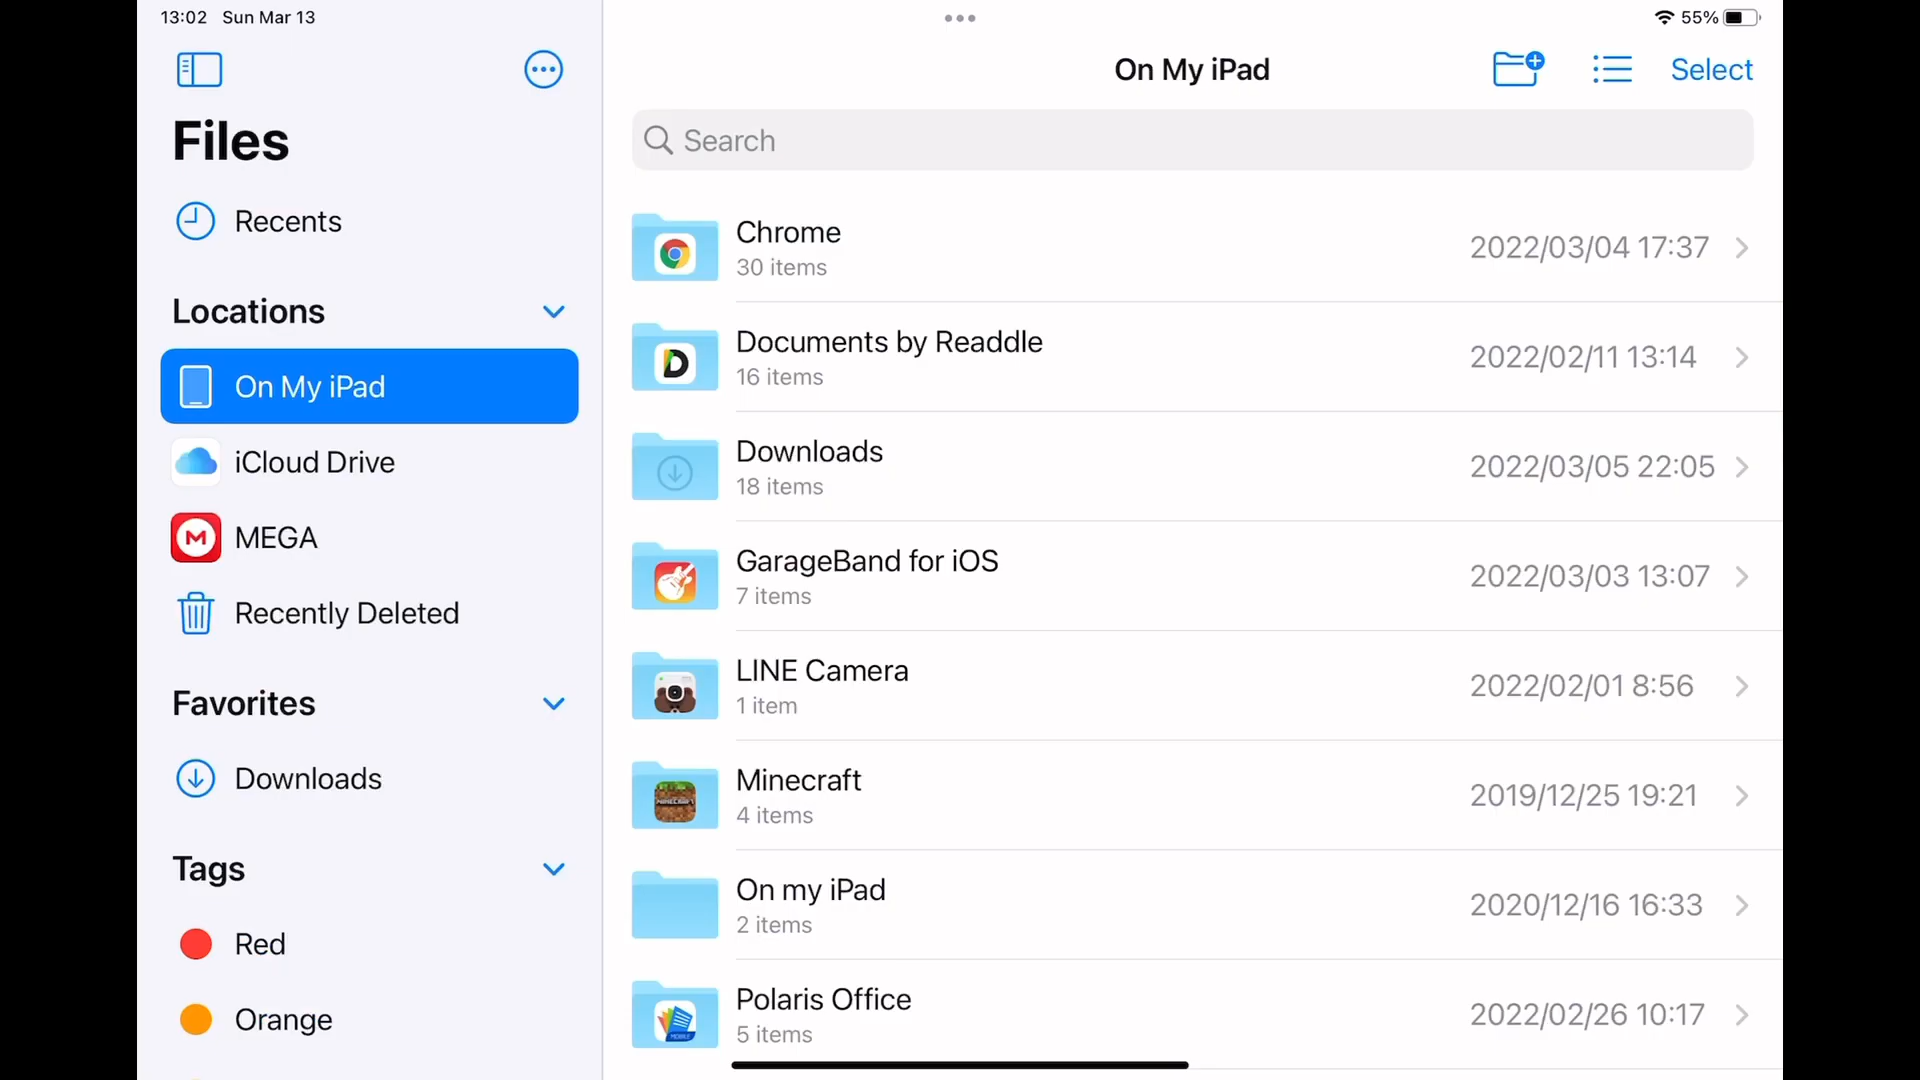 13:02 Sun Mar 13
55%
Files
Recents
Locations
On My iPad
iCloud Drive
MEGA
Recently Deleted
Favorites
Downloads
Tags
Red
Orange
On My iPad
Select
Search
Chrome
30 items
2022/03/04 17:37
Documents by Readdle
16 items
2022/02/11 13:14
Downloads
18 items
2022/03/05 22:05
GarageBand for iOS
7 items
2022/03/03 13:07
LINE Camera
1 item
2022/02/01 8:56
Minecraft
4 items
2019/12/25 19:21
On my iPad
2 items
2020/12/16 16:33
Polaris Office
5 items
2022/02/26 10:17